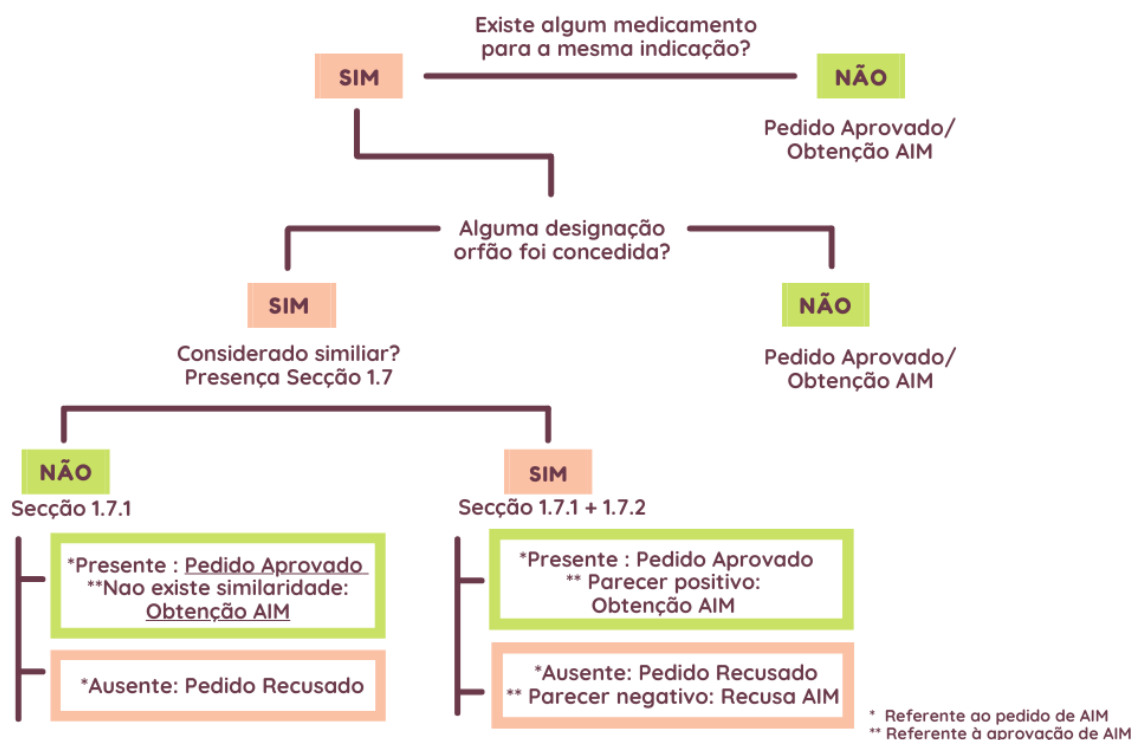 Existe algum medicamento
para a mesma indicação?
SIM
NÃO
Pedido Aprovado/
Obtenção AIM
Alguma designação
orfão foi concedida?
SIM
NÃO
Considerado similiar?
Presença Secção 1.7
Pedido Aprovado/
Obtenção AIM
NÃO
SIM
Secção 1.7.1
Secção 1.7.1 + 1.7.2
*Presente : Pedido Aprovado
**Nao existe similaridade:
Obtenção AIM
*Presente : Pedido Aprovado
** Parecer positivo:
Obtenção AIM
*Ausente: Pedido Recusado
*Ausente: Pedido Recusado
** Parecer negativo: Recusa AIM
* Referente ao pedido de AIM
** Referente à aprovação de AIM